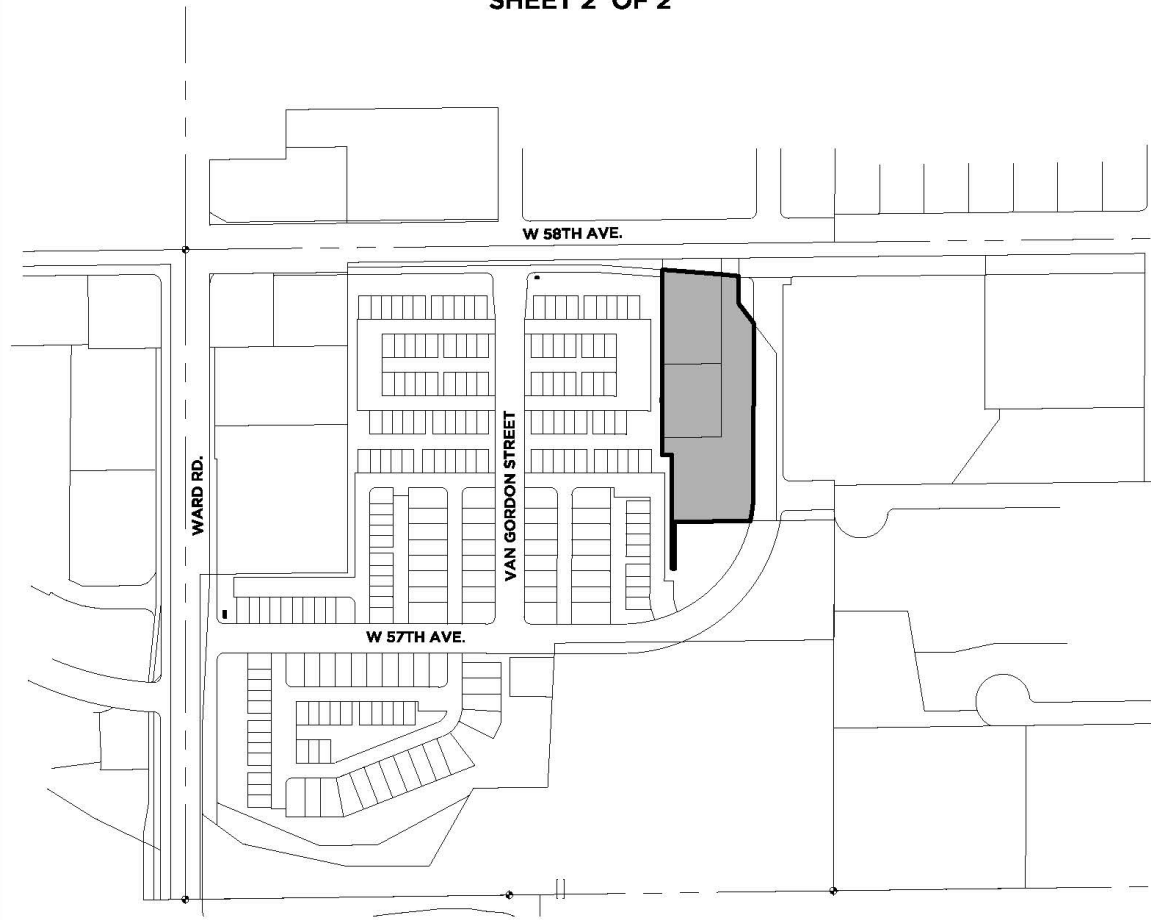 SHEET 2 OF 2
W 58TH AVE.
WARD RD.
VAN GORDON STREET
W 57TH AVE.